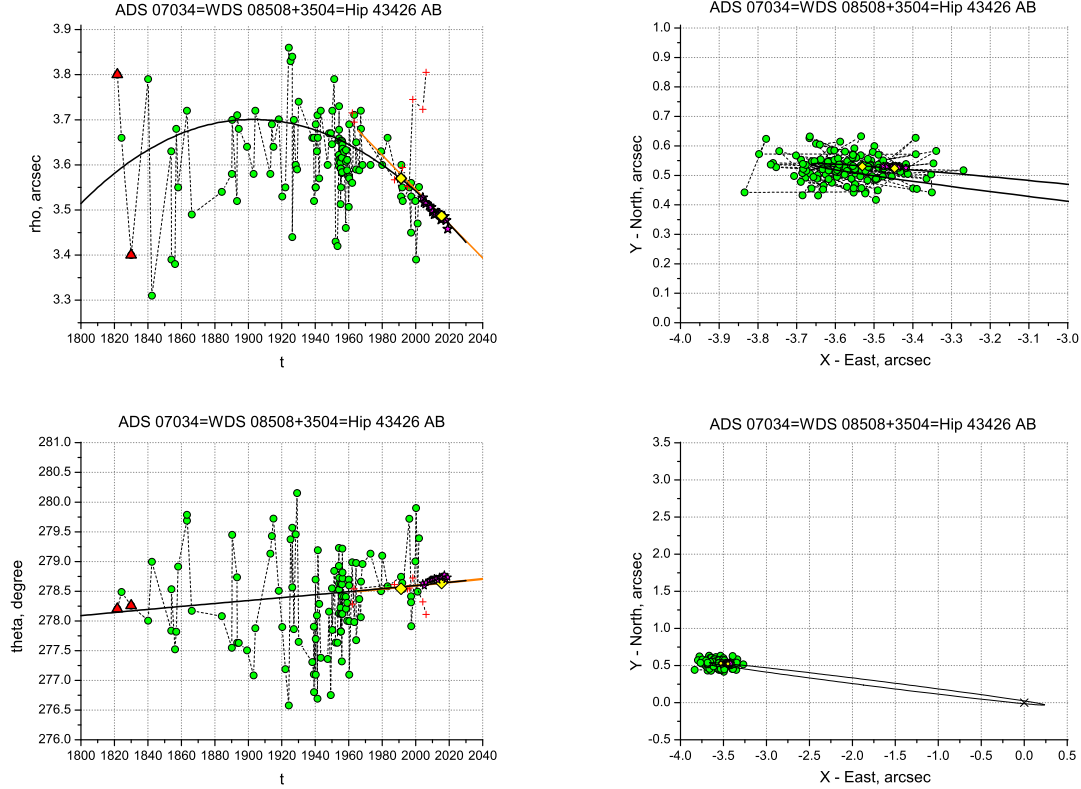 ADS 07034=WDS 08508+3504=Hip 43426 AB
3.9
3.8
3.7
3.6
3.5
3.4
3.3
rho, arcsec
1800 1820 1840 1860 1880 1900 1920 1940 1960 1980 2000 2020 2040
t
ADS 07034=WDS 08508+3504=Hip 43426 AB
1.0
0.9
0.8
0.7
0.6
0.5
0.4
0.3
0.2
0.1
0.0
Y - North, arcsec
-4.0 -3.9 -3.8 -3.7 -3.6 -3.5 -3.4 -3.3 -3.2 -3.1 -3.0
X - East, arcsec
ADS 07034=WDS 08508+3504=Hip 43426 AB
281.0
280.5
280.0
279.5
279.0
278.5
278.0
277.5
277.0
276.5
276.0
theta, degree
1800 1820 1840 1860 1880 1900 1920 1940 1960 1980 2000 2020 2040
t
ADS 07034=WDS 08508+3504=Hip 43426 AB
3.5
3.0
2.5
2.0
1.5
1.0
0.5
0.0
-0.5
Y - North, arcsec
-4.0 -3.5 -3.0 -2.5 -2.0 -1.5 -1.0 -0.5 0.0 0.5
X - East, arcsec